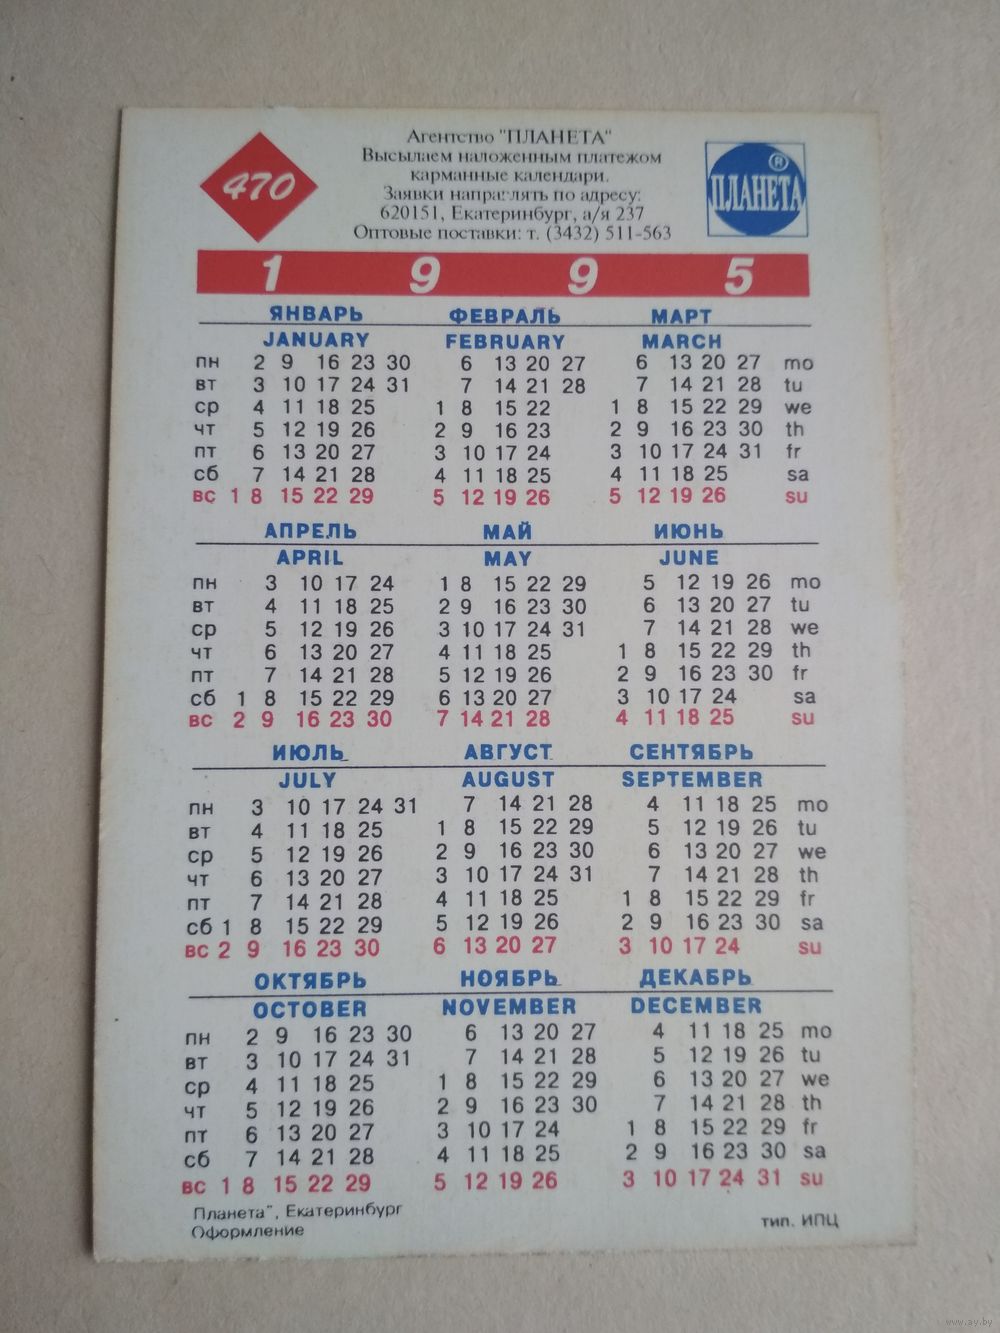 470
Агентство "ПЛАНЕТА"
Высылаем наложенным платежом
карманные календари.
Заявки направлять по адресу:
620151, Екатеринбург, а/я 237
Оптовые поставки: т. (3432) 511-563
ПЛАНЕТА ®
1 9 9 5
ЯНВАРЬ ФЕВРАЛЬ МАРТ
JANUARY FEBRUARY MARCH
пн 2 9 16 23 30 6 13 20 27 6 13 20 27 mo
вт 3 10 17 24 31 7 14 21 28 7 14 21 28 tu
ср 4 11 18 25 1 8 15 22 1 8 15 22 29 we
чт 5 12 19 26 2 9 16 23 2 9 16 23 30 th
пт 6 13 20 27 3 10 17 24 3 10 17 24 31 fr
сб 7 14 21 28 4 11 18 25 4 11 18 25 sa
вс 1 8 15 22 29 5 12 19 26 5 12 19 26 su
АПРЕЛЬ МАЙ ИЮНЬ
APRIL MAY JUNE
пн 3 10 17 24 1 8 15 22 29 5 12 19 26 mo
вт 4 11 18 25 2 9 16 23 30 6 13 20 27 tu
ср 5 12 19 26 3 10 17 24 31 7 14 21 28 we
чт 6 13 20 27 4 11 18 25 1 8 15 22 29 th
пт 7 14 21 28 5 12 19 26 2 9 16 23 30 fr
сб 1 8 15 22 29 6 13 20 27 3 10 17 24 sa
вс 2 9 16 23 30 7 14 21 28 4 11 18 25 su
ИЮЛЬ АВГУСТ СЕНТЯБРЬ
JULY AUGUST SEPTEMBER
пн 3 10 17 24 31 7 14 21 28 4 11 18 25 mo
вт 4 11 18 25 1 8 15 22 29 5 12 19 26 tu
ср 5 12 19 26 2 9 16 23 30 6 13 20 27 we
чт 6 13 20 27 3 10 17 24 31 7 14 21 28 th
пт 7 14 21 28 4 11 18 25 1 8 15 22 29 fr
сб 1 8 15 22 29 5 12 19 26 2 9 16 23 30 sa
вс 2 9 16 23 30 6 13 20 27 3 10 17 24 su
ОКТЯБРЬ НОЯБРЬ ДЕКАБРЬ
OCTOBER NOVEMBER DECEMBER
пн 2 9 16 23 30 6 13 20 27 4 11 18 25 mo
вт 3 10 17 24 31 7 14 21 28 5 12 19 26 tu
ср 4 11 18 25 1 8 15 22 29 6 13 20 27 we
чт 5 12 19 26 2 9 16 23 30 7 14 21 28 th
пт 6 13 20 27 3 10 17 24 1 8 15 22 29 fr
сб 7 14 21 28 4 11 18 25 2 9 16 23 30 sa
вс 1 8 15 22 29 5 12 19 26 3 10 17 24 31 su
Планета", Екатеринбург
Оформление тип. ИПЦ
www.ay.by